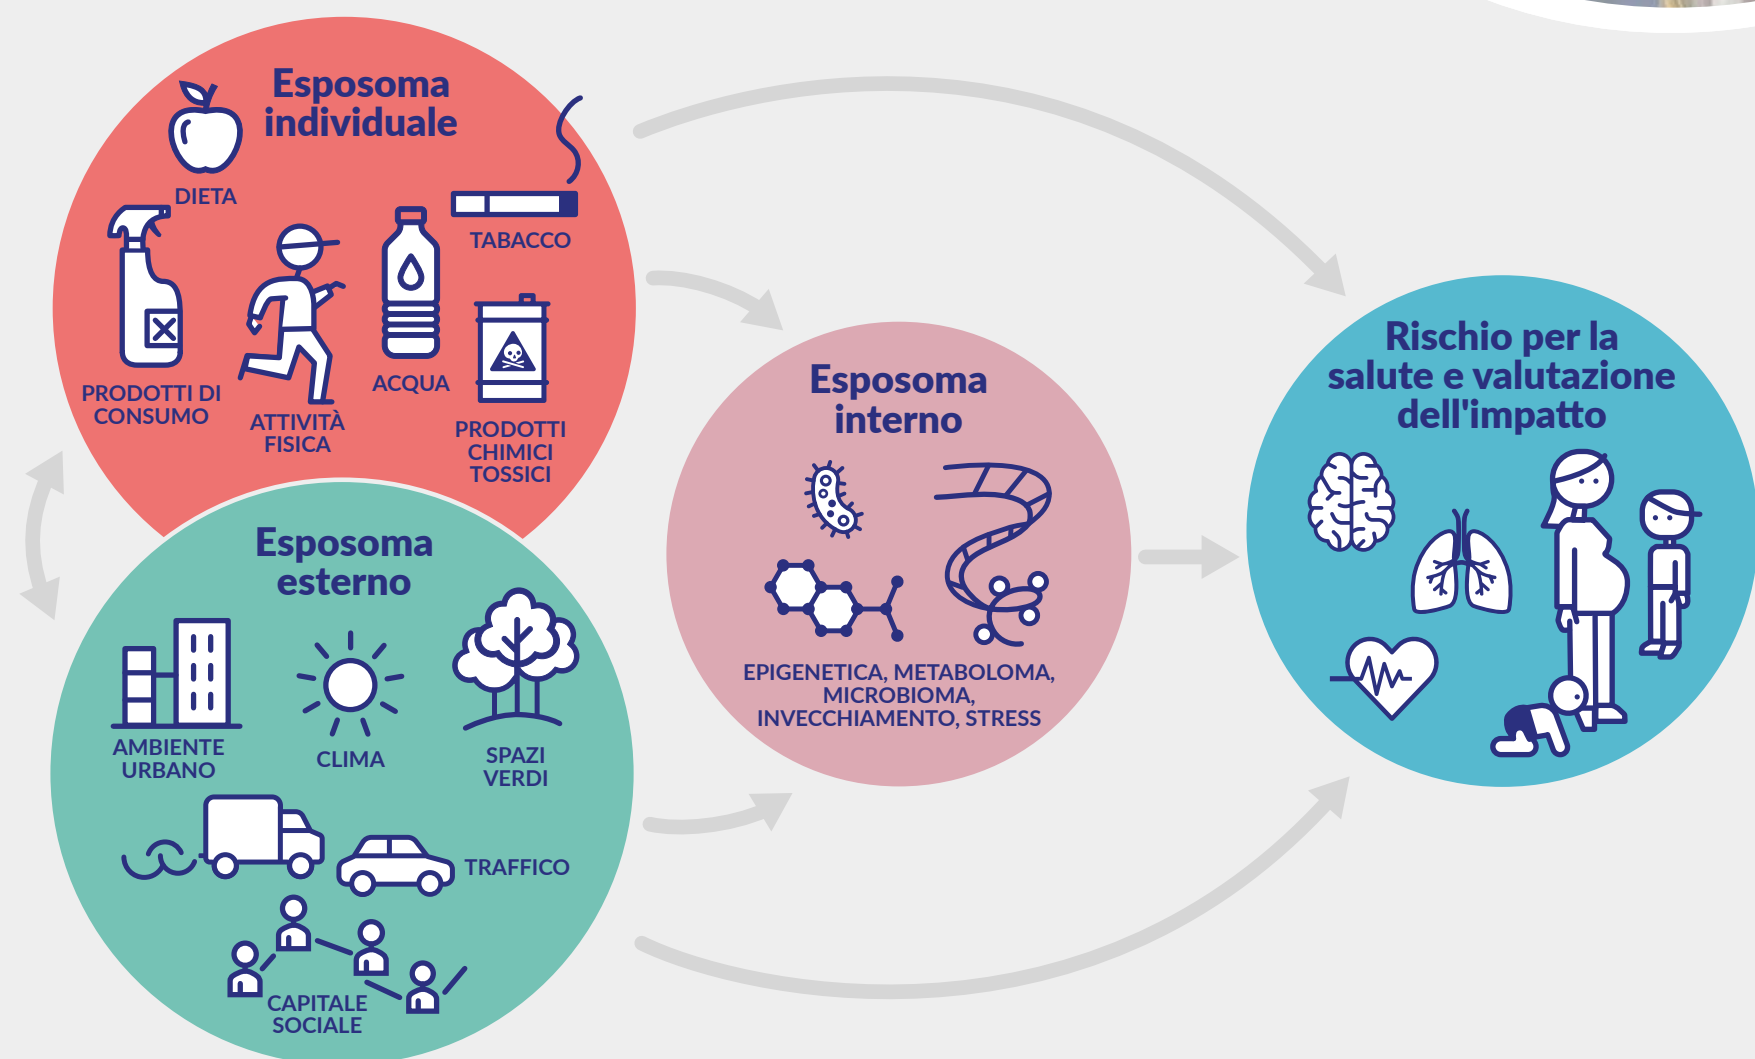 Esposoma
individuale
DIETA
TABACCO
PRODOTTI DI
CONSUMO
ATTIVITÀ
FISICA
ACQUA
PRODOTTI
CHIMICI
TOSSICI
Esposoma
esterno
AMBIENTE
URBANO
CLIMA
SPAZI
VERDI
TRAFFICO
CAPITALE
SOCIALE
Esposoma
interno
EPIGENETICA, METABOLOMA,
MICROBIOMA,
INVECCHIAMENTO, STRESS
Rischio per la
salute e valutazione
dell'impatto